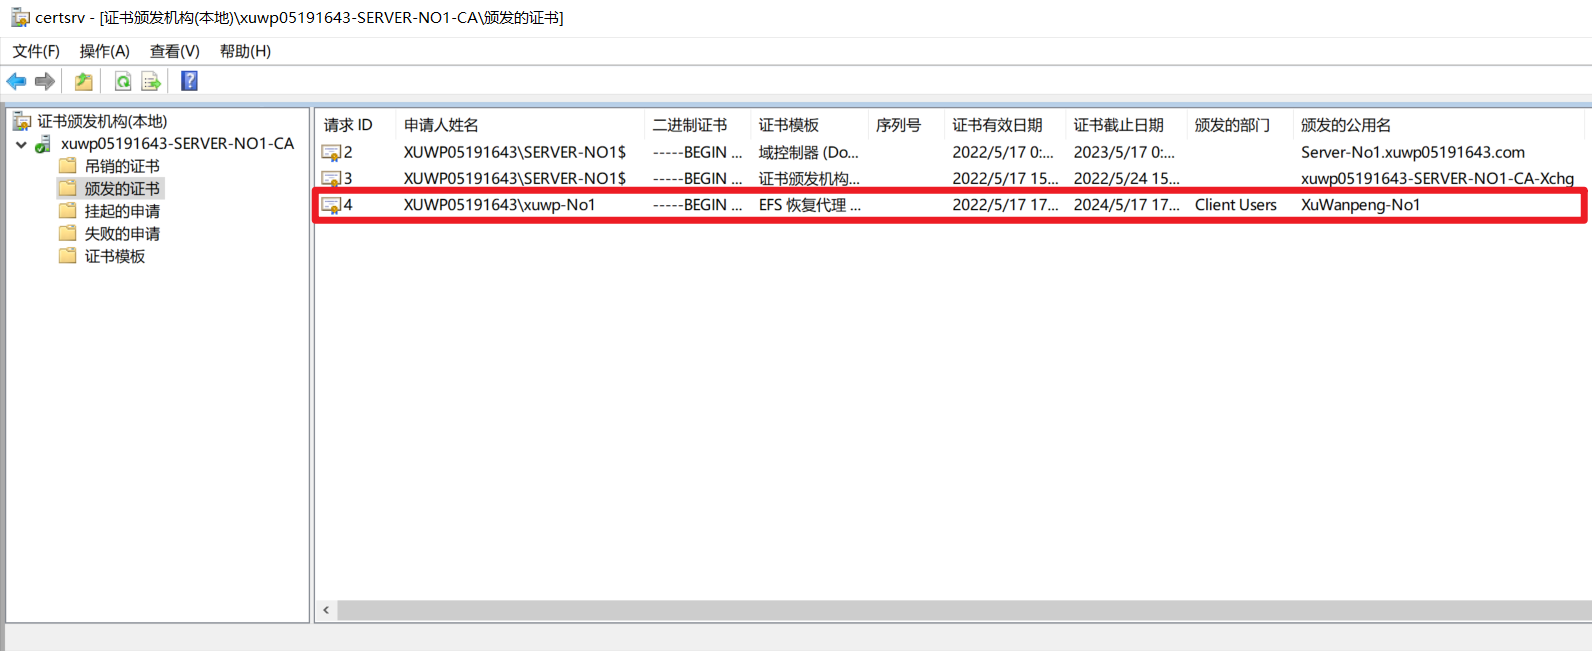 certsrv - [证书颁发机构(本地)\xuwp05191643-SERVER-NO1-CA\颁发的证书]
文件(F) 操作(A) 查看(V) 帮助(H)
证书颁发机构(本地)
xuwp05191643-SERVER-NO1-CA
吊销的证书
颁发的证书
挂起的申请
失败的申请
证书模板
请求 ID 申请人姓名 二进制证书 证书模板 序列号 证书有效日期 证书截止日期 颁发的部门 颁发的公用名
2 XUWP05191643\SERVER-NO1$ -----BEGIN ... 域控制器 (Do... 2022/5/17 0:... 2023/5/17 0:... Server-No1.xuwp05191643.com
3 XUWP05191643\SERVER-NO1$ -----BEGIN ... 证书颁发机构... 2022/5/17 15... 2022/5/24 15... xuwp05191643-SERVER-NO1-CA-Xchg
4 XUWP05191643\xuwp-No1 -----BEGIN ... EFS 恢复代理 ... 2022/5/17 17... 2024/5/17 17... Client Users XuWanpeng-No1